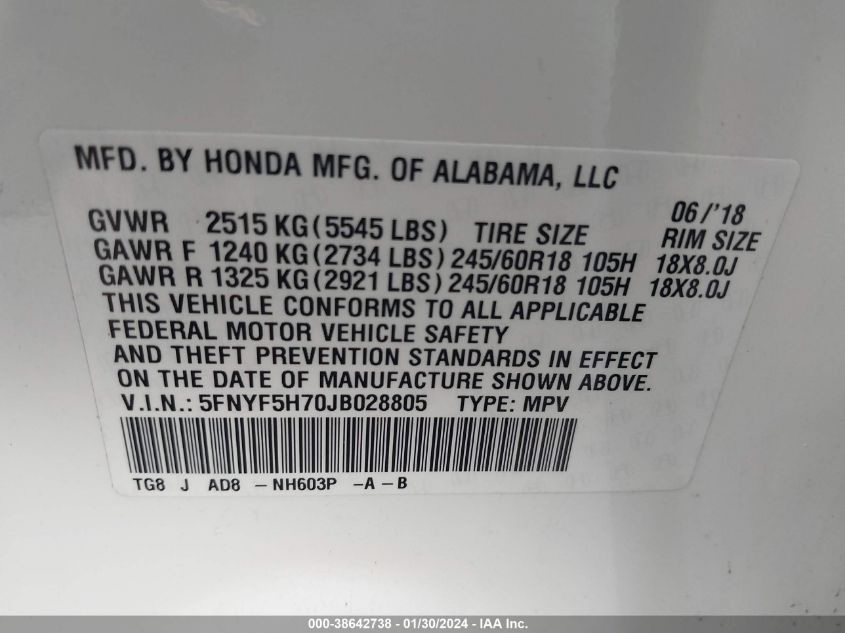 MFD. BY HONDA MFG. OF ALABAMA, LLC
06/'18
GVWR 2515 KG (5545 LBS) TIRE SIZE RIM SIZE
GAWR F 1240 KG (2734 LBS) 245/60R18 105H 18X8.0J
GAWR R 1325 KG (2921 LBS) 245/60R18 105H 18X8.0J
THIS VEHICLE CONFORMS TO ALL APPLICABLE
FEDERAL MOTOR VEHICLE SAFETY
AND THEFT PREVENTION STANDARDS IN EFFECT
ON THE DATE OF MANUFACTURE SHOWN ABOVE.
V.I.N.: 5FNYF5H70JB028805 TYPE: MPV
TG8 J AD8 - NH603P -A - B
000-38642738 - 01/30/2024 - IAA Inc.